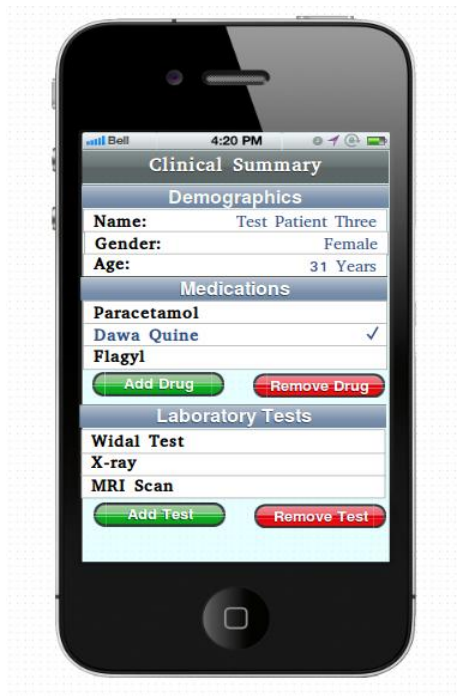 Bell 4:20 PM
Clinical Summary
Demographics
Name: Test Patient Three
Gender: Female
Age: 31 Years
Medications
Paracetamol
Dawa Quine ✓
Flagyl
Add Drug Remove Drug
Laboratory Tests
Widal Test
X-ray
MRI Scan
Add Test Remove Test